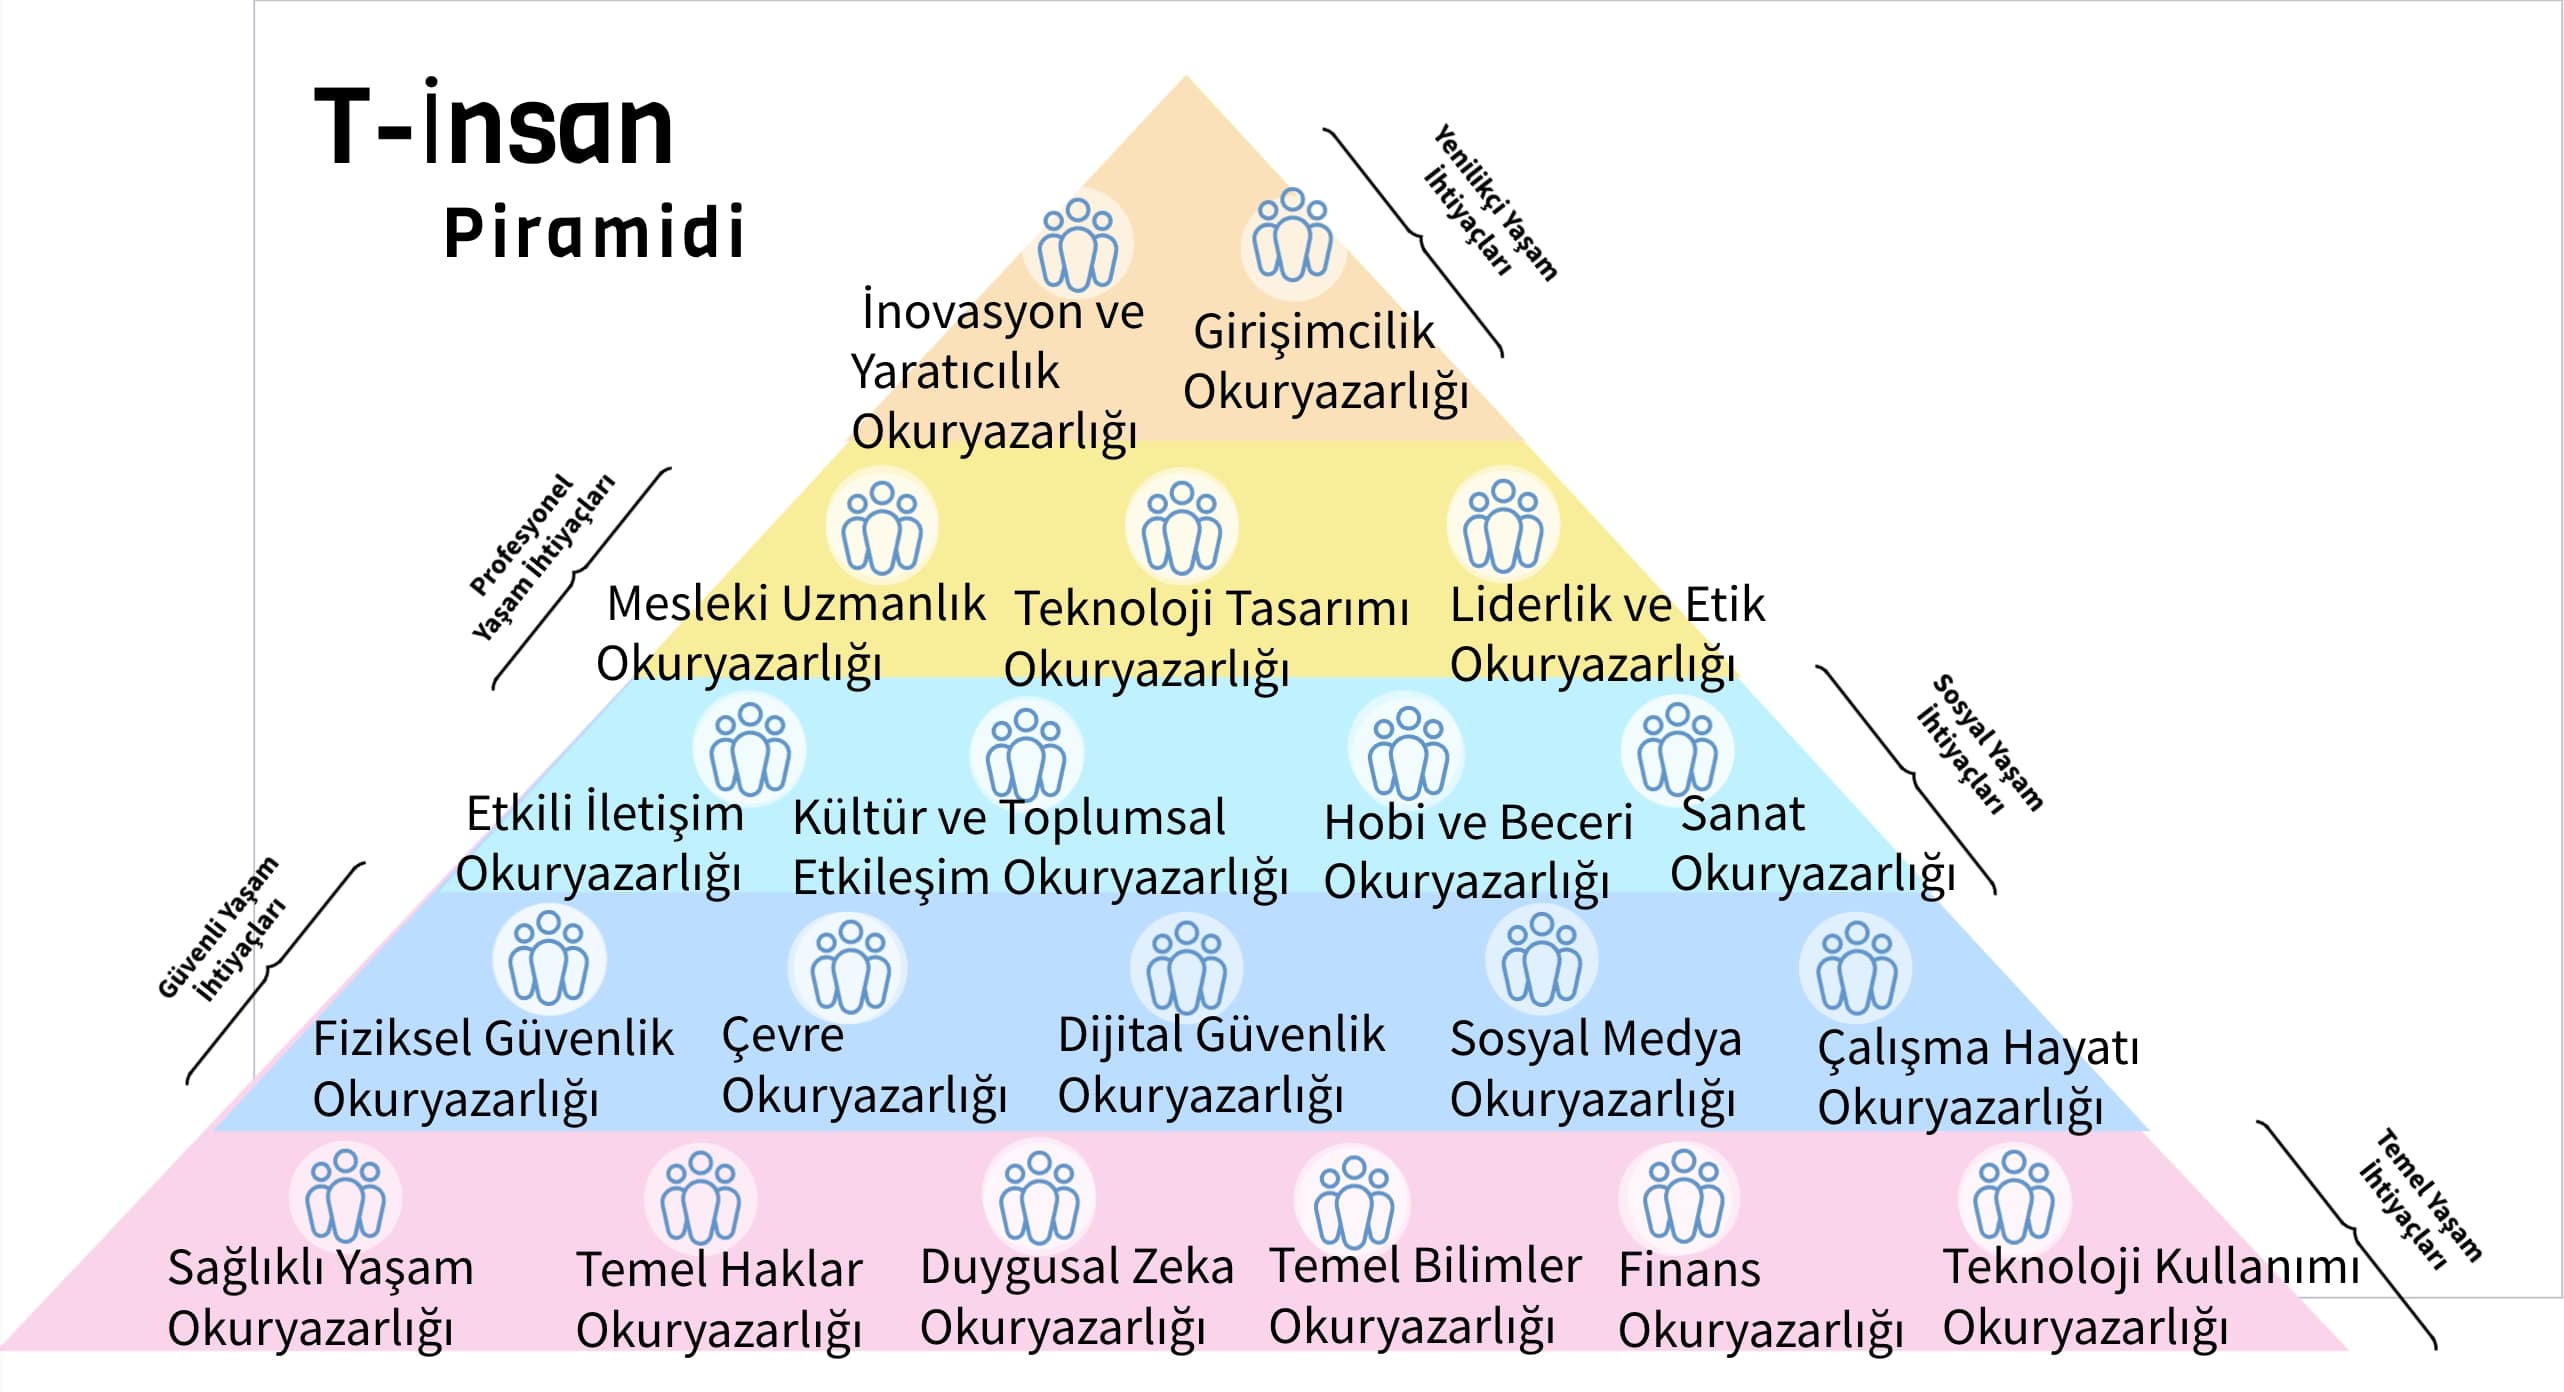 T-İnsan
Piramidi
Yenilikçi Yaşam
İhtiyaçları
İnovasyon ve
Yaratıcılık
Okuryazarlığı
Girişimcilik
Okuryazarlığı
Profesyonel
Yaşam İhtiyaçları
Mesleki Uzmanlık
Okuryazarlığı
Teknoloji Tasarımı
Okuryazarlığı
Liderlik ve Etik
Okuryazarlığı
Sosyal Yaşam
İhtiyaçları
Etkili İletişim
Okuryazarlığı
Kültür ve Toplumsal
Etkileşim Okuryazarlığı
Hobi ve Beceri
Okuryazarlığı
Sanat
Okuryazarlığı
Güvenli Yaşam
İhtiyaçları
Fiziksel Güvenlik
Okuryazarlığı
Çevre
Okuryazarlığı
Dijital Güvenlik
Okuryazarlığı
Sosyal Medya
Okuryazarlığı
Çalışma Hayatı
Okuryazarlığı
Temel Yaşam
İhtiyaçları
Sağlıklı Yaşam
Okuryazarlığı
Temel Haklar
Okuryazarlığı
Duygusal Zeka
Okuryazarlığı
Temel Bilimler
Okuryazarlığı
Finans
Okuryazarlığı
Teknoloji Kullanımı
Okuryazarlığı